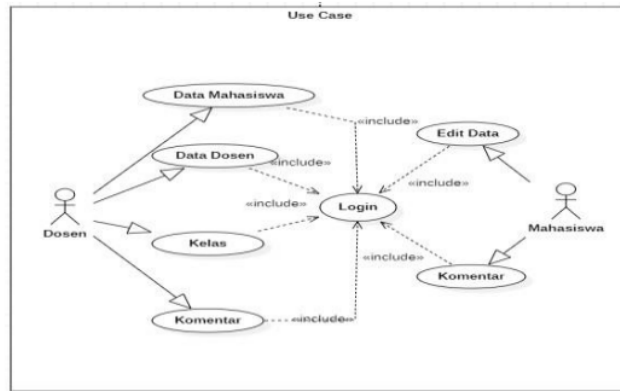 Use Case
Data Mahasiswa
«include»
Edit Data
Data Dosen
«include»
«include»
«include»
Login
Dosen
Mahasiswa
Kelas
«include»
Komentar
Komentar
«include»